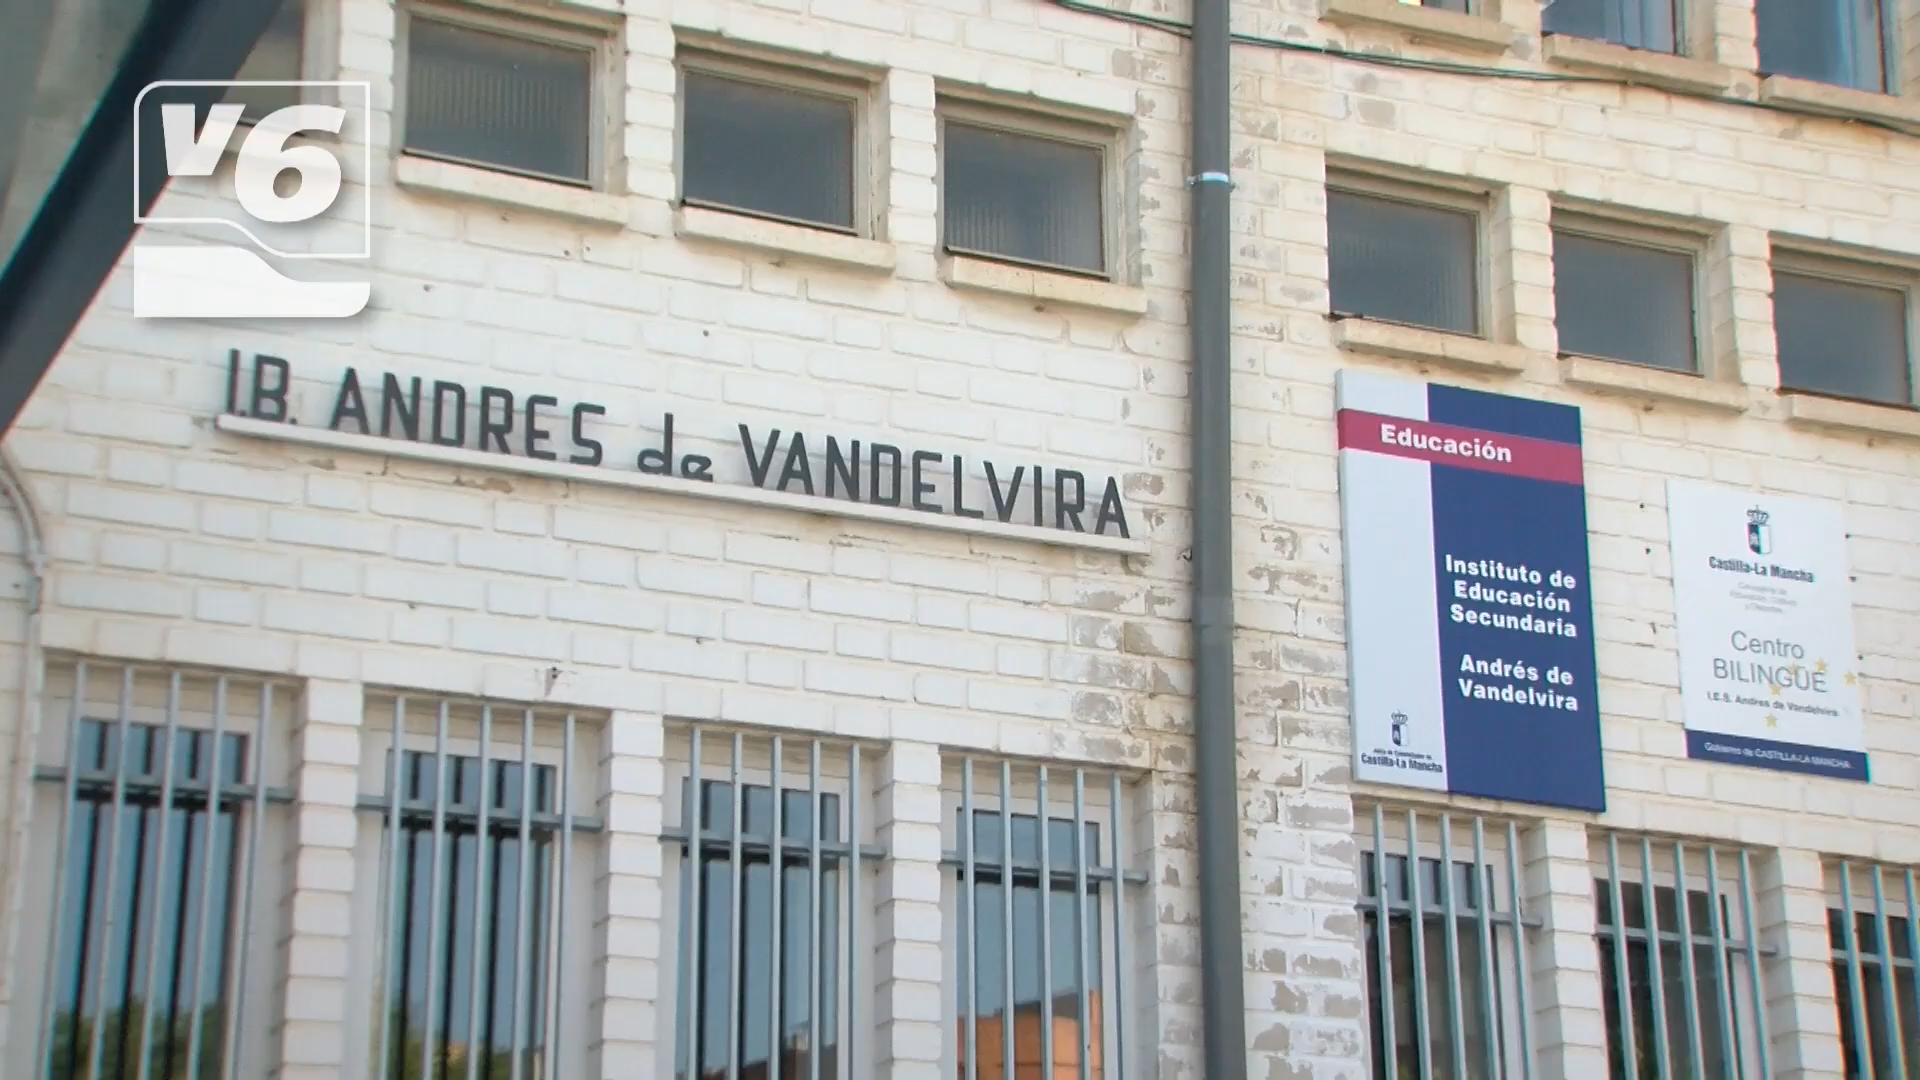 V6
I.B. ANDRES de VANDELVIRA
Educación
Instituto de
Educación
Secundaria
Andrés de
Vandelvira
Castilla-La Mancha
Castilla-La Mancha
Centro
BILINGÜE
I.E.S. Andres de Vandelvira
Gobierno de CASTILLA-LA MANCHA